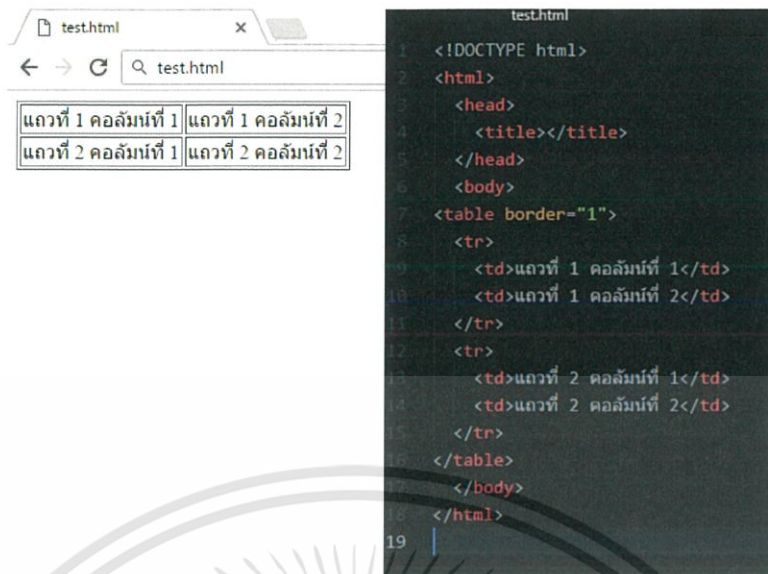 test.html
test.html
แถวที่ 1 คอลัมน์ที่ 1 แถวที่ 1 คอลัมน์ที่ 2
แถวที่ 2 คอลัมน์ที่ 1 แถวที่ 2 คอลัมน์ที่ 2
test.html
1 <!DOCTYPE html>
2 <html>
3 <head>
4 <title></title>
5 </head>
6 <body>
7 <table border="1">
8 <tr>
9 <td>แถวที่ 1 คอลัมน์ที่ 1</td>
10 <td>แถวที่ 1 คอลัมน์ที่ 2</td>
11 </tr>
12 <tr>
13 <td>แถวที่ 2 คอลัมน์ที่ 1</td>
14 <td>แถวที่ 2 คอลัมน์ที่ 2</td>
15 </tr>
16 </table>
17 </body>
18 </html>
19